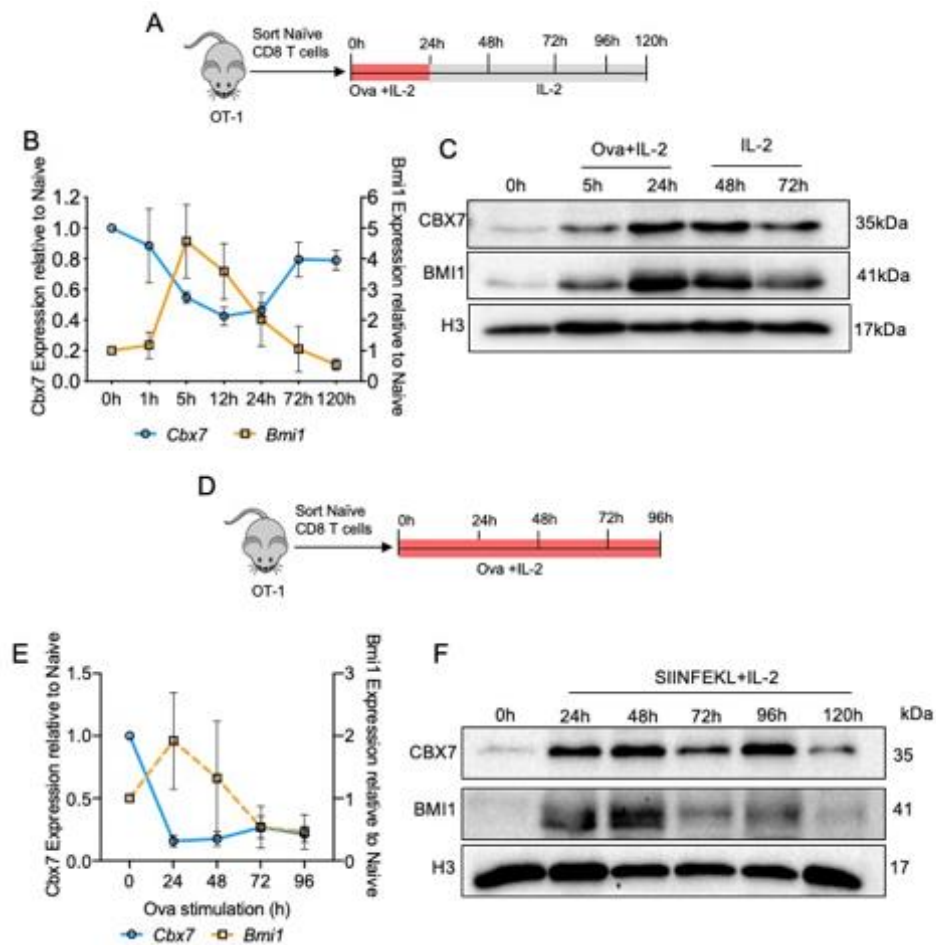 A
Sort Naïve
CD8 T cells
0h 24h 48h 72h 96h 120h
Ova +IL-2 IL-2
OT-1
B
Cbx7 Expression relative to Naive
1.2
1.0
0.8
0.6
0.4
0.2
0.0
6
5
4
3
2
1
0
Bmi1 Expression relative to Naive
0h 1h 5h 12h 24h 72h 120h
Cbx7 Bmi1
C
Ova+IL-2 IL-2
0h 5h 24h 48h 72h
CBX7 35kDa
BMI1 41kDa
H3 17kDa
D
Sort Naïve
CD8 T cells
0h 24h 48h 72h 96h
Ova +IL-2
OT-1
E
Cbx7 Expression relative to Naive
1.5
1.0
0.5
0.0
3
2
1
0
Bmi1 Expression relative to Naive
0 24 48 72 96
Ova stimulation (h)
Cbx7 Bmi1
F
SIINFEKL+IL-2
0h 24h 48h 72h 96h 120h kDa
CBX7 35
BMI1 41
H3 17